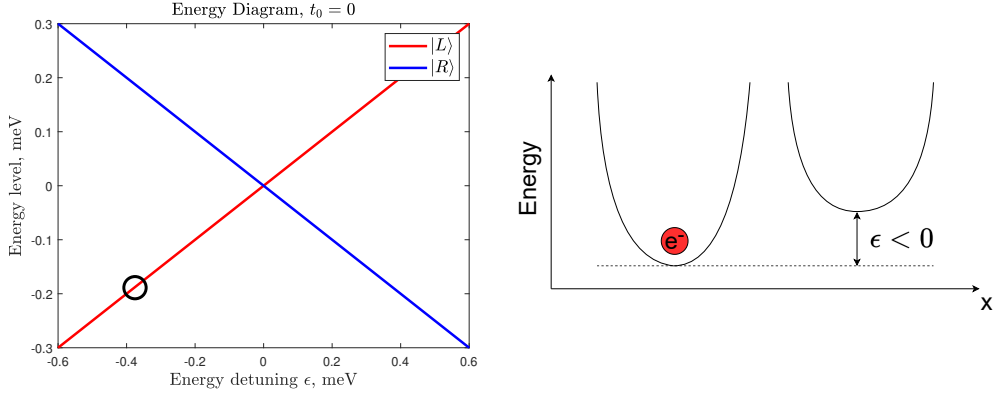 Energy Diagram, t₀ = 0
0.3
0.2
0.1
0
-0.1
-0.2
-0.3
-0.6
-0.4
-0.2
0
0.2
0.4
0.6
Energy level, meV
Energy detuning ϵ, meV
|L⟩
|R⟩
Energy
e⁻
ϵ < 0
x